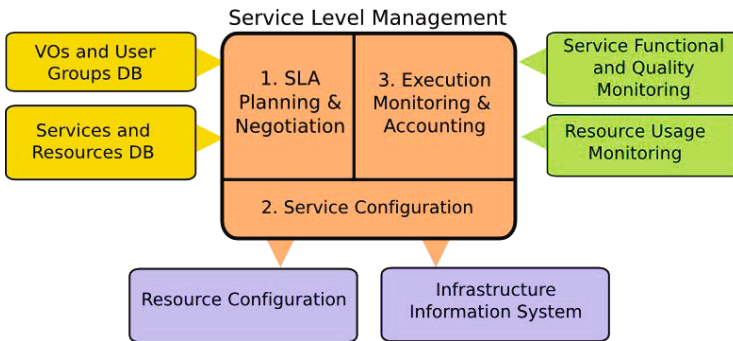 Service Level Management
VOs and User
Groups DB
Services and
Resources DB
1. SLA
Planning &
Negotiation
3. Execution
Monitoring &
Accounting
2. Service Configuration
Service Functional
and Quality
Monitoring
Resource Usage
Monitoring
Resource Configuration
Infrastructure
Information System